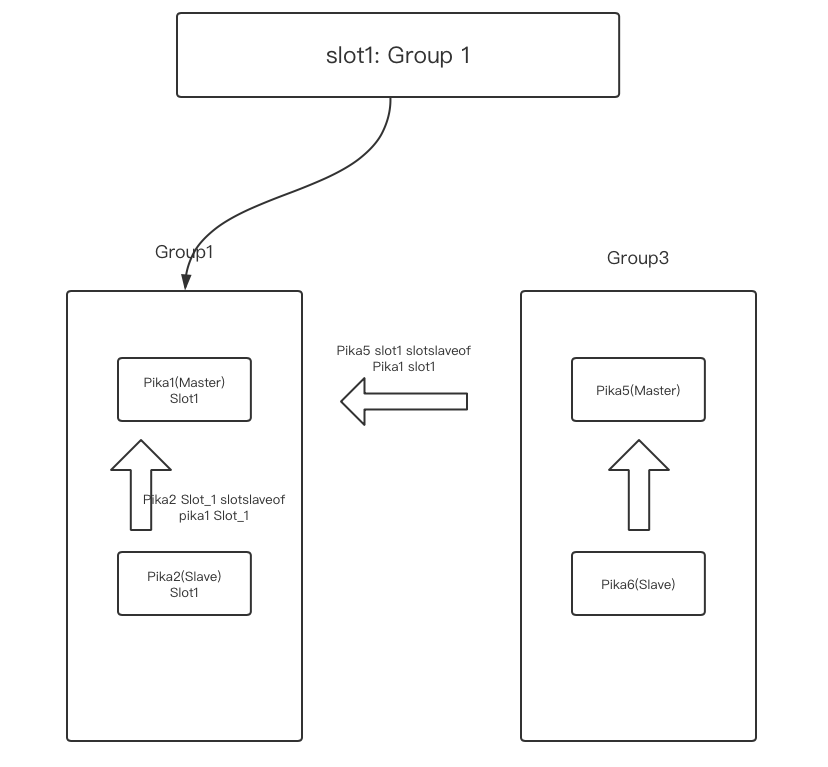 slot1: Group 1
Group1
Group3
Pika5 slot1 slotslaveof
Pika1 slot1
Pika1(Master)
Slot1
Pika5(Master)
Pika2 Slot_1 slotslaveof
pika1 Slot_1
Pika2(Slave)
Slot1
Pika6(Slave)